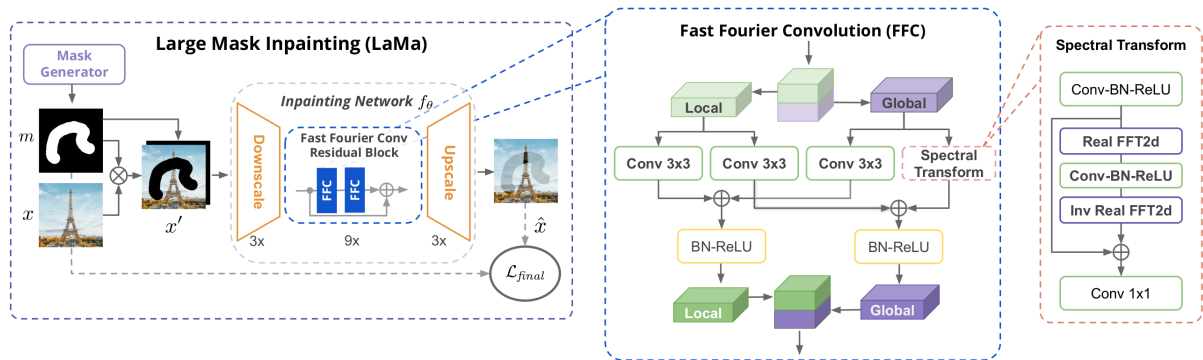 Large Mask Inpainting (LaMa)
Mask
Generator
m
x
x′
Inpainting Network f_θ
Downscale
3x
Fast Fourier Conv
Residual Block
FFC
FFC
9x
Upscale
3x
x̂
ℒ_final
Fast Fourier Convolution (FFC)
Local
Global
Conv 3x3
Conv 3x3
Conv 3x3
Spectral
Transform
BN-ReLU
BN-ReLU
Local
Global
Spectral Transform
Conv-BN-ReLU
Real FFT2d
Conv-BN-ReLU
Inv Real FFT2d
Conv 1x1